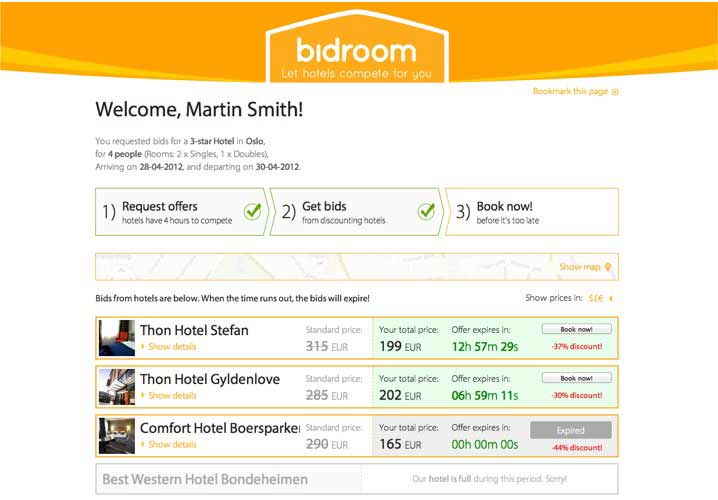 bidroom
Let hotels compete for you
Bookmark this page
Welcome, Martin Smith!
You requested bids for a 3-star Hotel in Oslo,
for 4 people (Rooms: 2 x Singles, 1 x Doubles),
Arriving on 28-04-2012, and departing on 30-04-2012.
1) Request offers
hotels have 4 hours to compete
2) Get bids
from discounting hotels
3) Book now!
before it's too late
Show map
Bids from hotels are below. When the time runs out, the bids will expire!
Show prices in: $£€
Thon Hotel Stefan
Show details
Standard price:
315 EUR
Your total price:
199 EUR
Offer expires in:
12h 57m 29s
Book now!
-37% discount!
Thon Hotel Gyldenlove
Show details
Standard price:
285 EUR
Your total price:
202 EUR
Offer expires in:
06h 59m 11s
Book now!
-30% discount!
Comfort Hotel Boersparker
Show details
Standard price:
290 EUR
Your total price:
165 EUR
Offer expires in:
00h 00m 00s
Expired
-44% discount!
Best Western Hotel Bondeheimen
Our hotel is full during this period. Sorry!